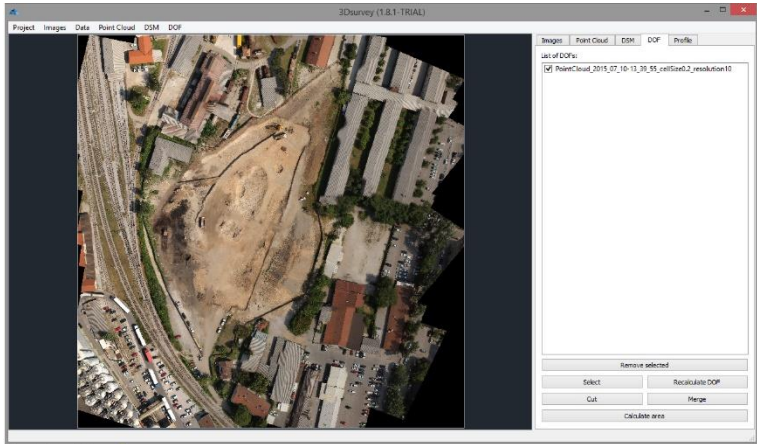 3Dsurvey (1.8.1-TRIAL)
Project Images Data Point Cloud DSM DOF
Images Point Cloud DSM DOF Profile
List of DOFs:
PointCloud_2015_07_10-13_39_55_cellSize0.2_resolution10
Remove selected
Select Recalculate DOF
Cut Merge
Calculate area